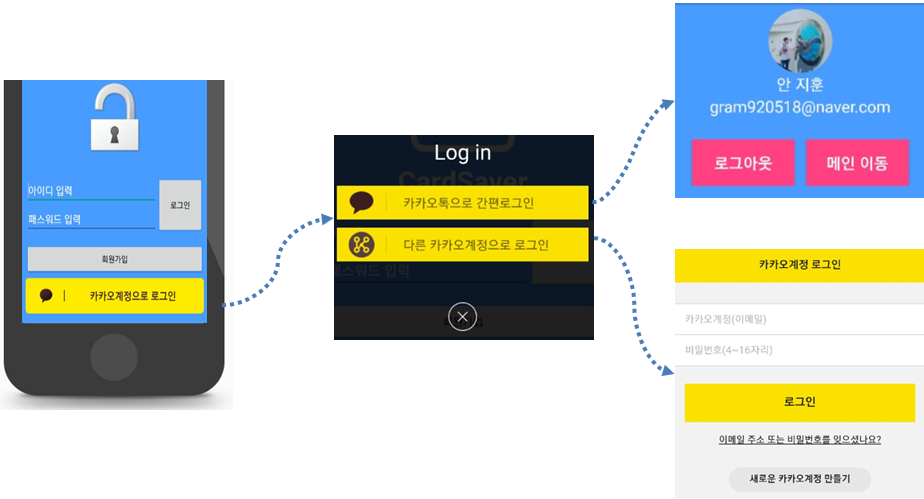 아이디 입력
로그인
패스워드 입력
회원가입
카카오계정으로 로그인
Log in
CardSaver
카카오톡으로 간편로그인
다른 카카오계정으로 로그인
패스워드 입력
안 지훈
gram920518@naver.com
로그아웃
메인 이동
카카오계정 로그인
카카오계정(이메일)
비밀번호(4~16자리)
로그인
이메일 주소 또는 비밀번호를 잊으셨나요?
새로운 카카오계정 만들기